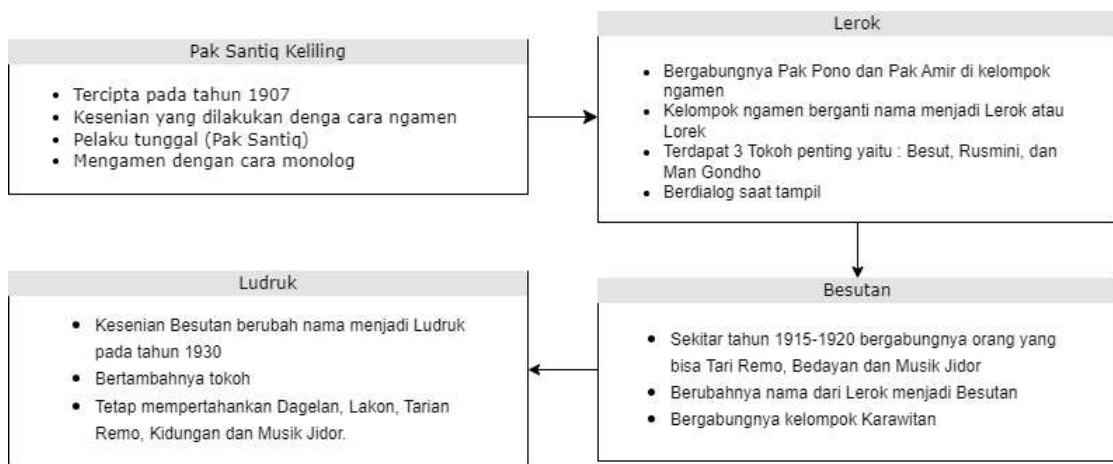 Pak Santiq Keliling
• Tercipta pada tahun 1907
• Kesenian yang dilakukan denga cara ngamen
• Pelaku tunggal (Pak Santiq)
• Mengamen dengan cara monolog
Lerok
• Bergabungnya Pak Pono dan Pak Amir di kelompok
ngamen
• Kelompok ngamen berganti nama menjadi Lerok atau
Lorek
• Terdapat 3 Tokoh penting yaitu : Besut, Rusmini, dan
Man Gondho
• Berdialog saat tampil
Besutan
• Sekitar tahun 1915-1920 bergabungnya orang yang
bisa Tari Remo, Bedayan dan Musik Jidor
• Berubahnya nama dari Lerok menjadi Besutan
• Bergabungnya kelompok Karawitan
Ludruk
• Kesenian Besutan berubah nama menjadi Ludruk
pada tahun 1930
• Bertambahnya tokoh
• Tetap mempertahankan Dagelan, Lakon, Tarian
Remo, Kidungan dan Musik Jidor.